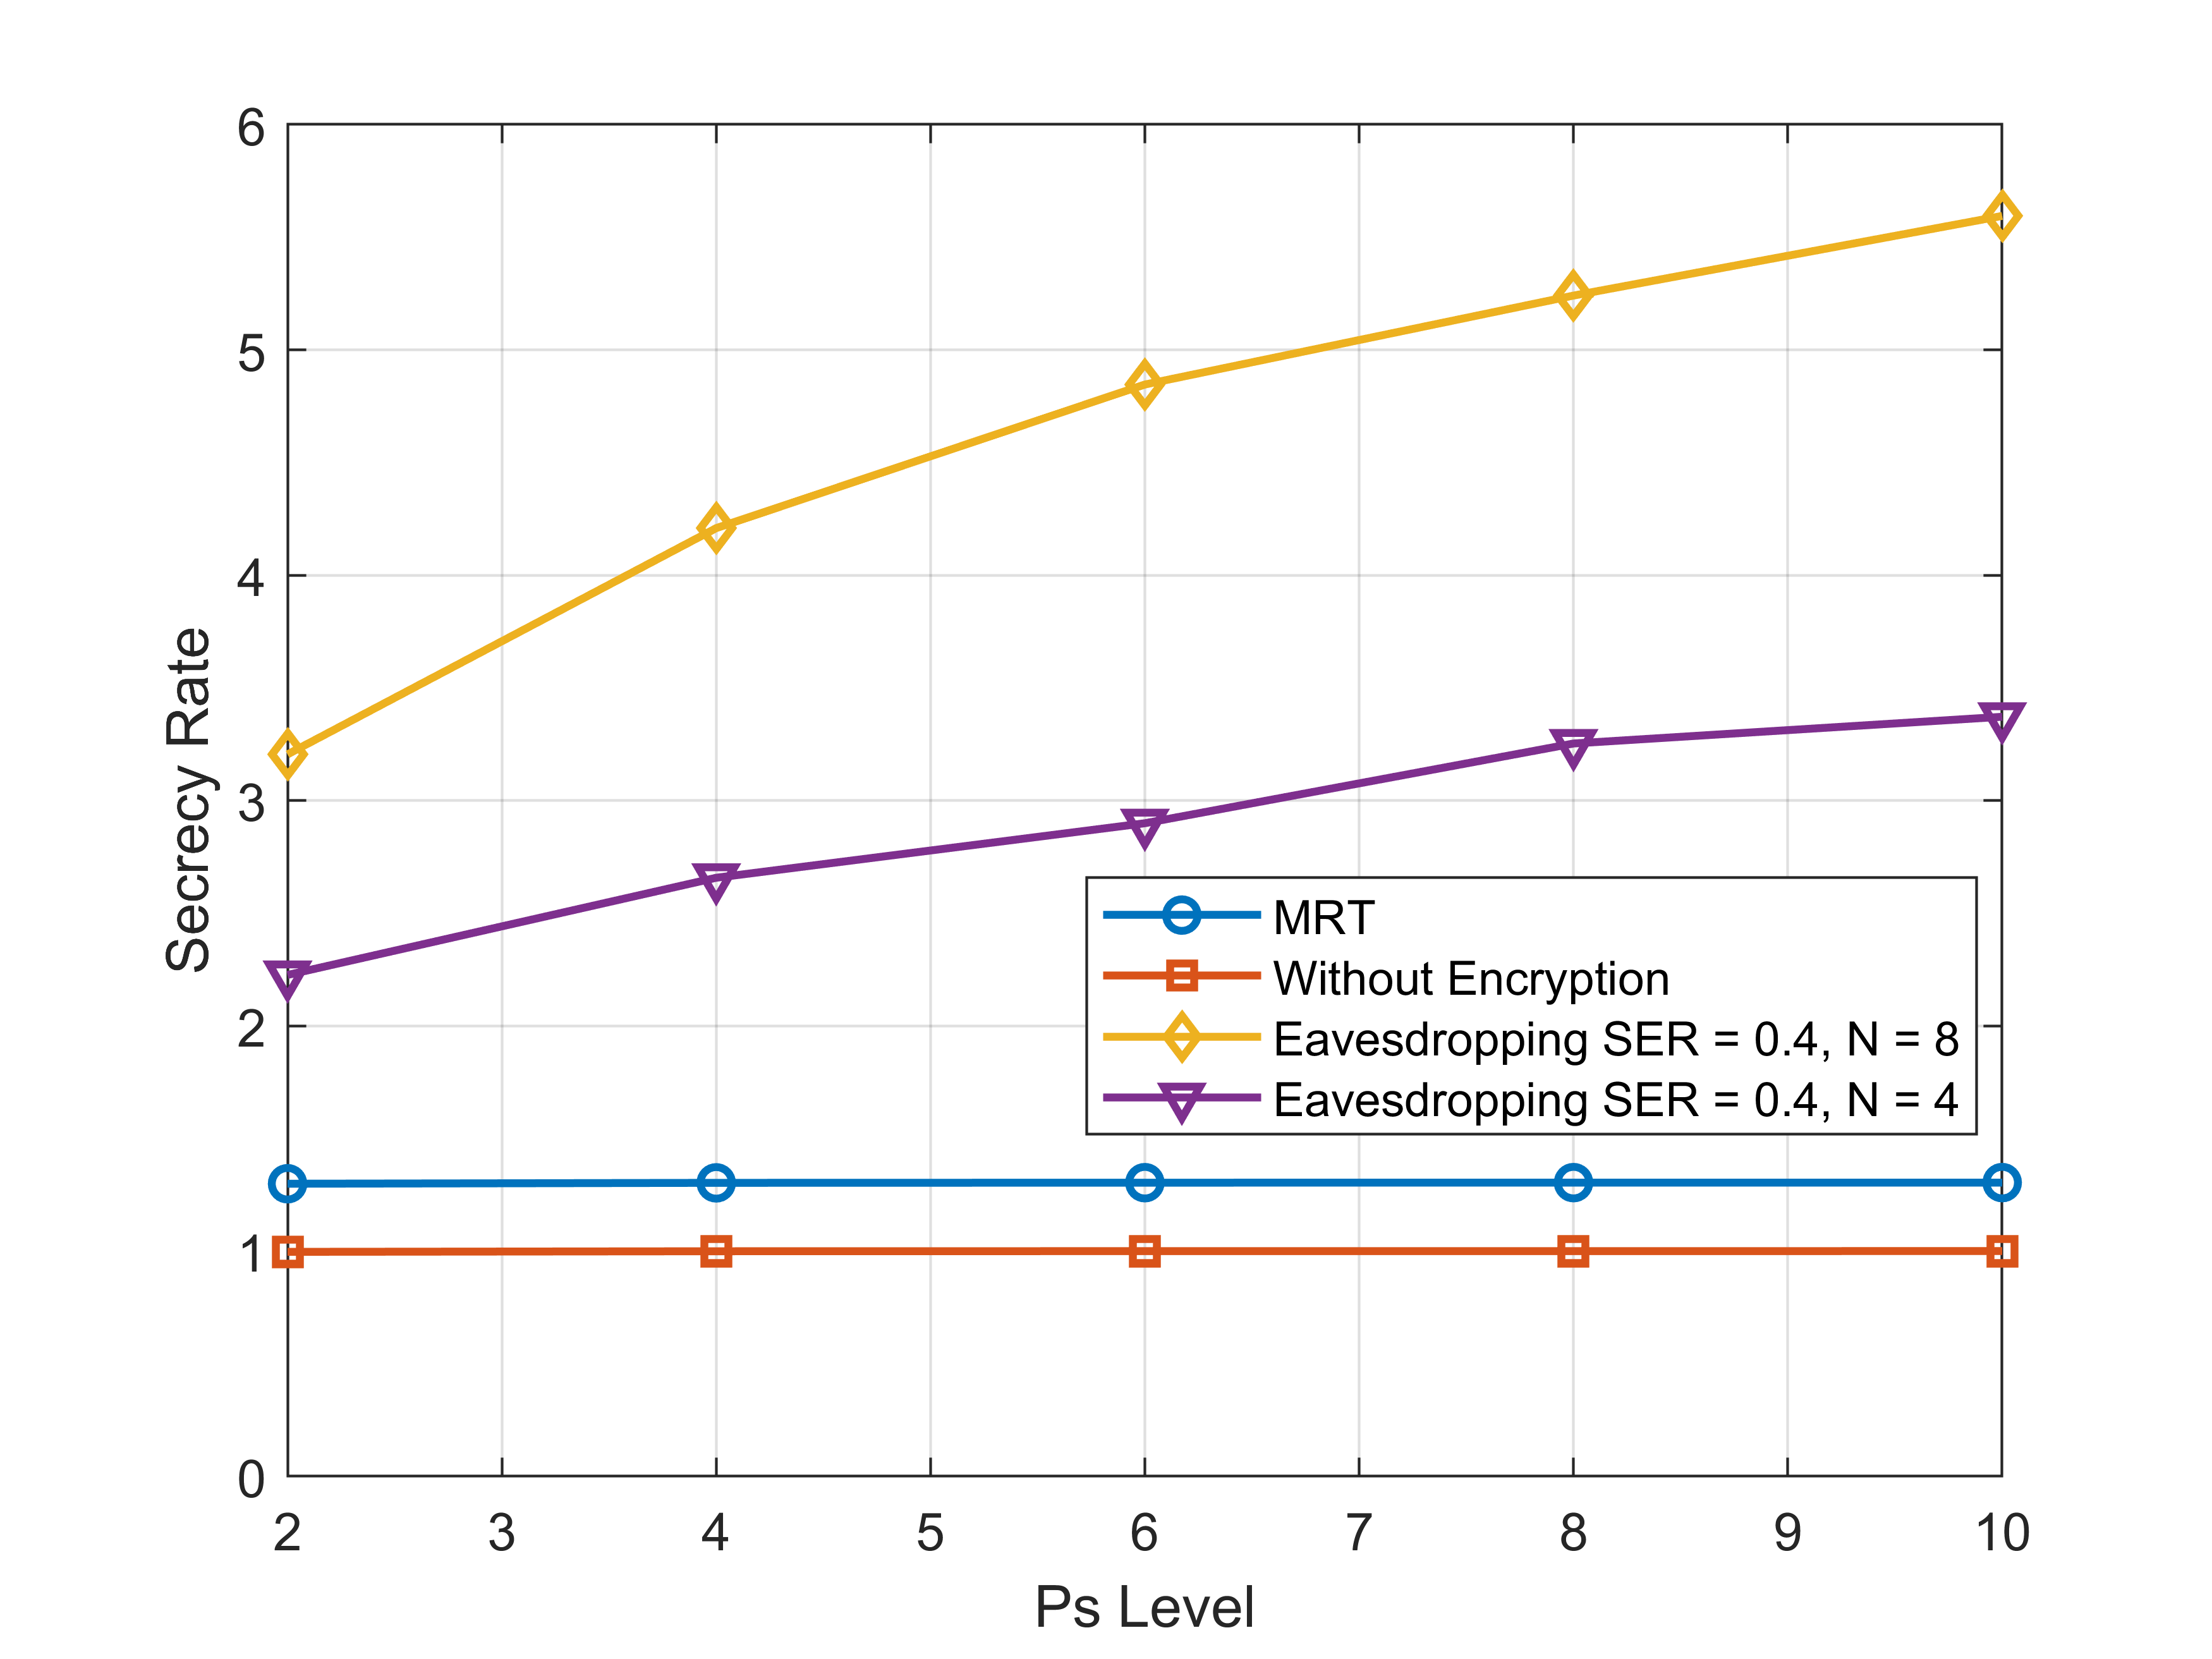 6
5
4
3
2
1
0
Secrecy Rate
MRT
Without Encryption
Eavesdropping SER = 0.4, N = 8
Eavesdropping SER = 0.4, N = 4
2 3 4 5 6 7 8 9 10
Ps Level